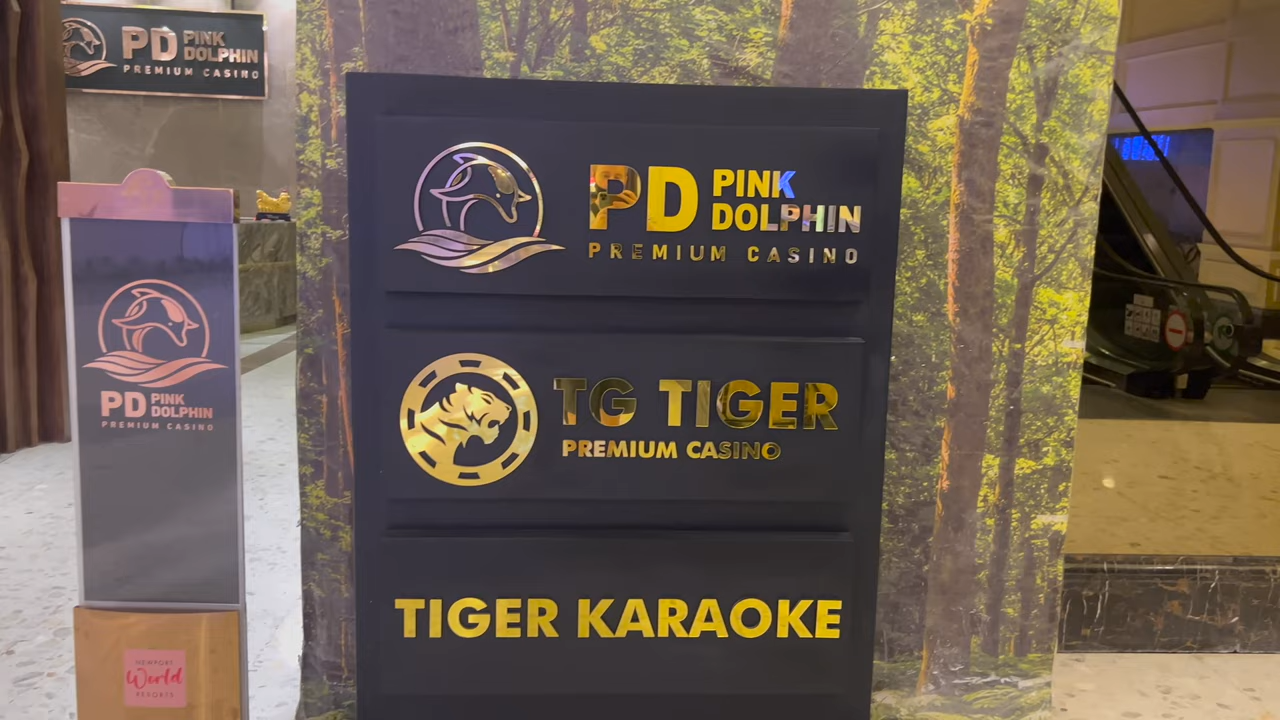 PD PINK
DOLPHIN
PREMIUM CASINO
PD PINK
DOLPHIN
PREMIUM CASINO
TG TIGER
PREMIUM CASINO
TIGER KARAOKE
PD PINK
DOLPHIN
PREMIUM CASINO
NEWPORT
World
RESORTS